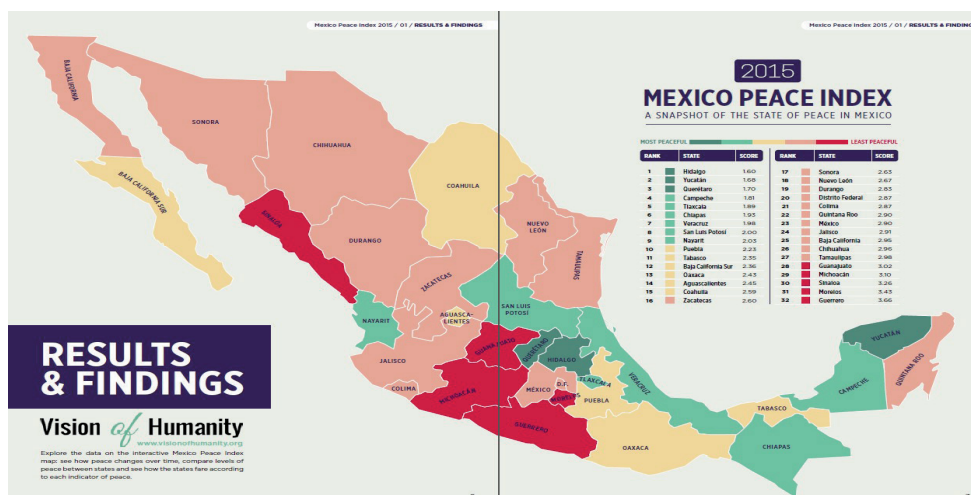 Mexico Peace Index 2015 / 01 / RESULTS & FINDINGS
Mexico Peace Index 2015 / 01 / RESULTS & FINDING
2015
MEXICO PEACE INDEX
A SNAPSHOT OF THE STATE OF PEACE IN MEXICO
MOST PEACEFUL LEAST PEACEFUL
RANK STATE SCORE RANK STATE SCORE
1 Hidalgo 1.60 17 Sonora 2.63
2 Yucatán 1.68 18 Nuevo León 2.67
3 Querétaro 1.70 19 Durango 2.83
4 Campeche 1.81 20 Distrito Federal 2.87
5 Tlaxcala 1.89 21 Colima 2.87
6 Chiapas 1.93 22 Quintana Roo 2.90
7 Veracruz 1.98 23 México 2.90
8 San Luis Potosí 2.00 24 Jalisco 2.91
9 Nayarit 2.03 25 Baja California 2.95
10 Puebla 2.23 26 Chihuahua 2.96
11 Tabasco 2.35 27 Tamaulipas 2.98
12 Baja California Sur 2.36 28 Guanajuato 3.02
13 Oaxaca 2.43 29 Michoacán 3.10
14 Aguascalientes 2.45 30 Sinaloa 3.26
15 Coahuila 2.59 31 Morelos 3.43
16 Zacatecas 2.60 32 Guerrero 3.66
BAJA CALIFORNIA
SONORA
CHIHUAHUA
BAJA CALIFORNIA SUR
COAHUILA
SINALOA
NUEVO
LEÓN
DURANGO
TAMAULIPAS
ZACATECAS
SAN LUIS
POTOSÍ
NAYARIT
AGUASCA-
LIENTES
GUANAJUATO
QUERÉTARO
HIDALGO
JALISCO
COLIMA
MICHOACÁN
MÉXICO
D.F.
TLAXCALA
MORELOS
PUEBLA
VERACRUZ
GUERRERO
OAXACA
TABASCO
CHIAPAS
CAMPECHE
YUCATÁN
QUINTANA ROO
RESULTS
& FINDINGS
Vision of Humanity
www.visionofhumanity.org
Explore the data on the interactive Mexico Peace Index
map: see how peace changes over time, compare levels of
peace between states and see how the states fare according
to each indicator of peace.